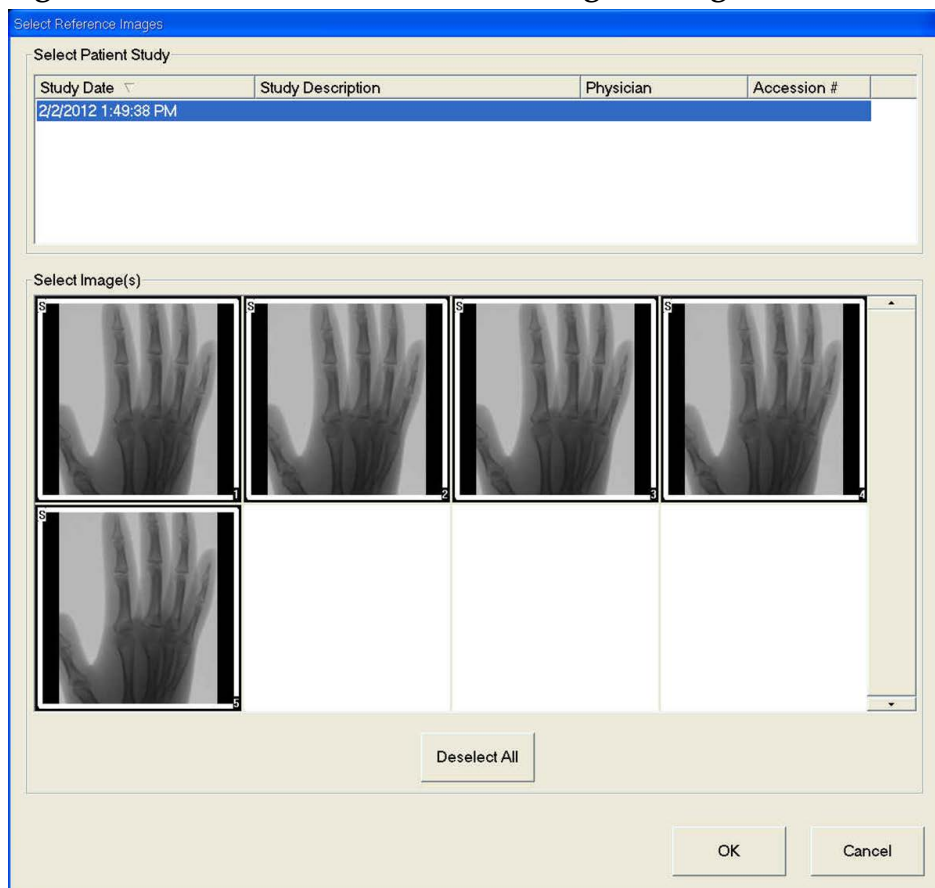 Select Reference Images
Select Patient Study
Study Date Study Description Physician Accession #
2/2/2012 1:49:38 PM
Select Image(s)
S S S S
1 2 3 4
S
5
Deselect All
OK Cancel